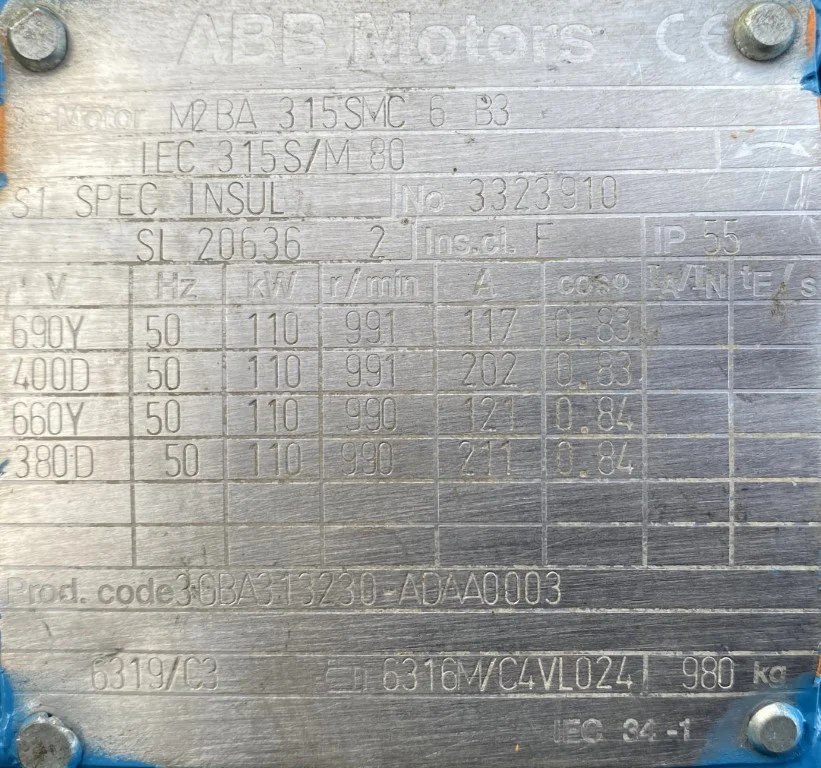 ABB Motors CE
Motor M2BA 315SMC 6 B3
IEC 315S/M 80
S1 SPEC INSUL No 3323910
SL 20636 2 Ins.cl. F IP 55
V Hz kW r/min A cosφ IA/IN tE/s
690Y 50 110 991 117 0.83
400D 50 110 991 202 0.83
660Y 50 110 990 121 0.84
380D 50 110 990 211 0.84
Prod. code 3GBA313230-ADAA0003
6319/C3 6316M/C4VL024 980 kg
IEC 34-1